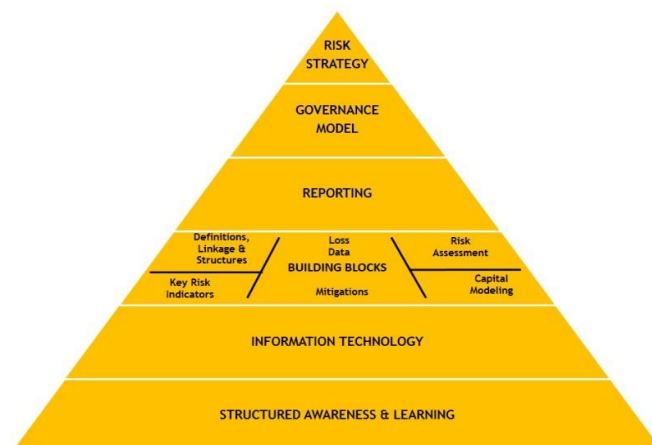 RISK
STRATEGY
GOVERNANCE
MODEL
REPORTING
Definitions,
Linkage &
Structures
Key Risk
Indicators
Loss
Data
BUILDING BLOCKS
Mitigations
Risk
Assessment
Capital
Modeling
INFORMATION TECHNOLOGY
STRUCTURED AWARENESS & LEARNING